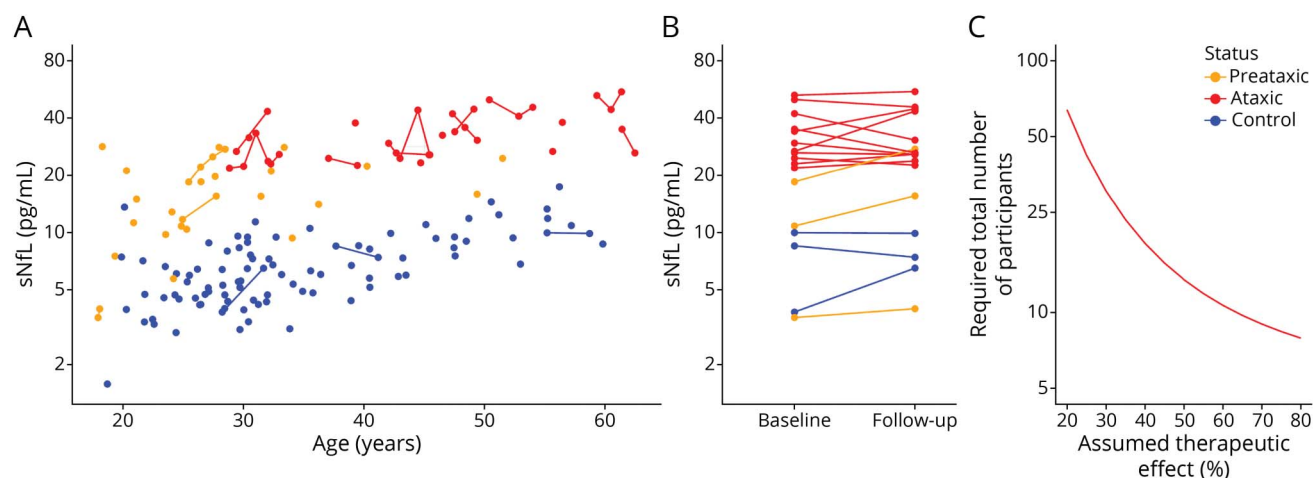 A
sNfL (pg/mL)
80
40
20
10
5
2
20 30 40 50 60
Age (years)
B
sNfL (pg/mL)
80
40
20
10
5
2
Baseline Follow-up
C
Required total number
of participants
100
50
25
10
5
20 30 40 50 60 70 80
Assumed therapeutic
effect (%)
Status
Preataxic
Ataxic
Control